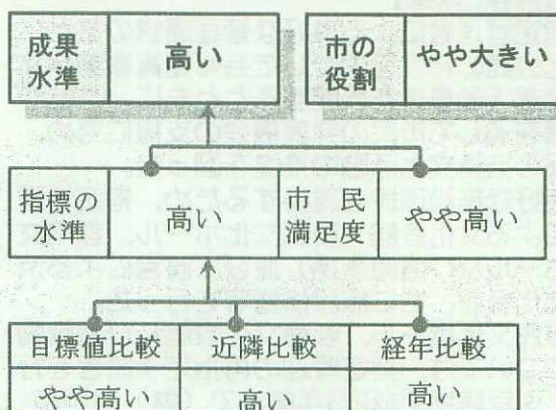 成果
水準
高い
市の
役割
やや大きい
指標の
水準
高い
市 民
満足度
やや高い
目標値比較
近隣比較
経年比較
やや高い
高い
高い